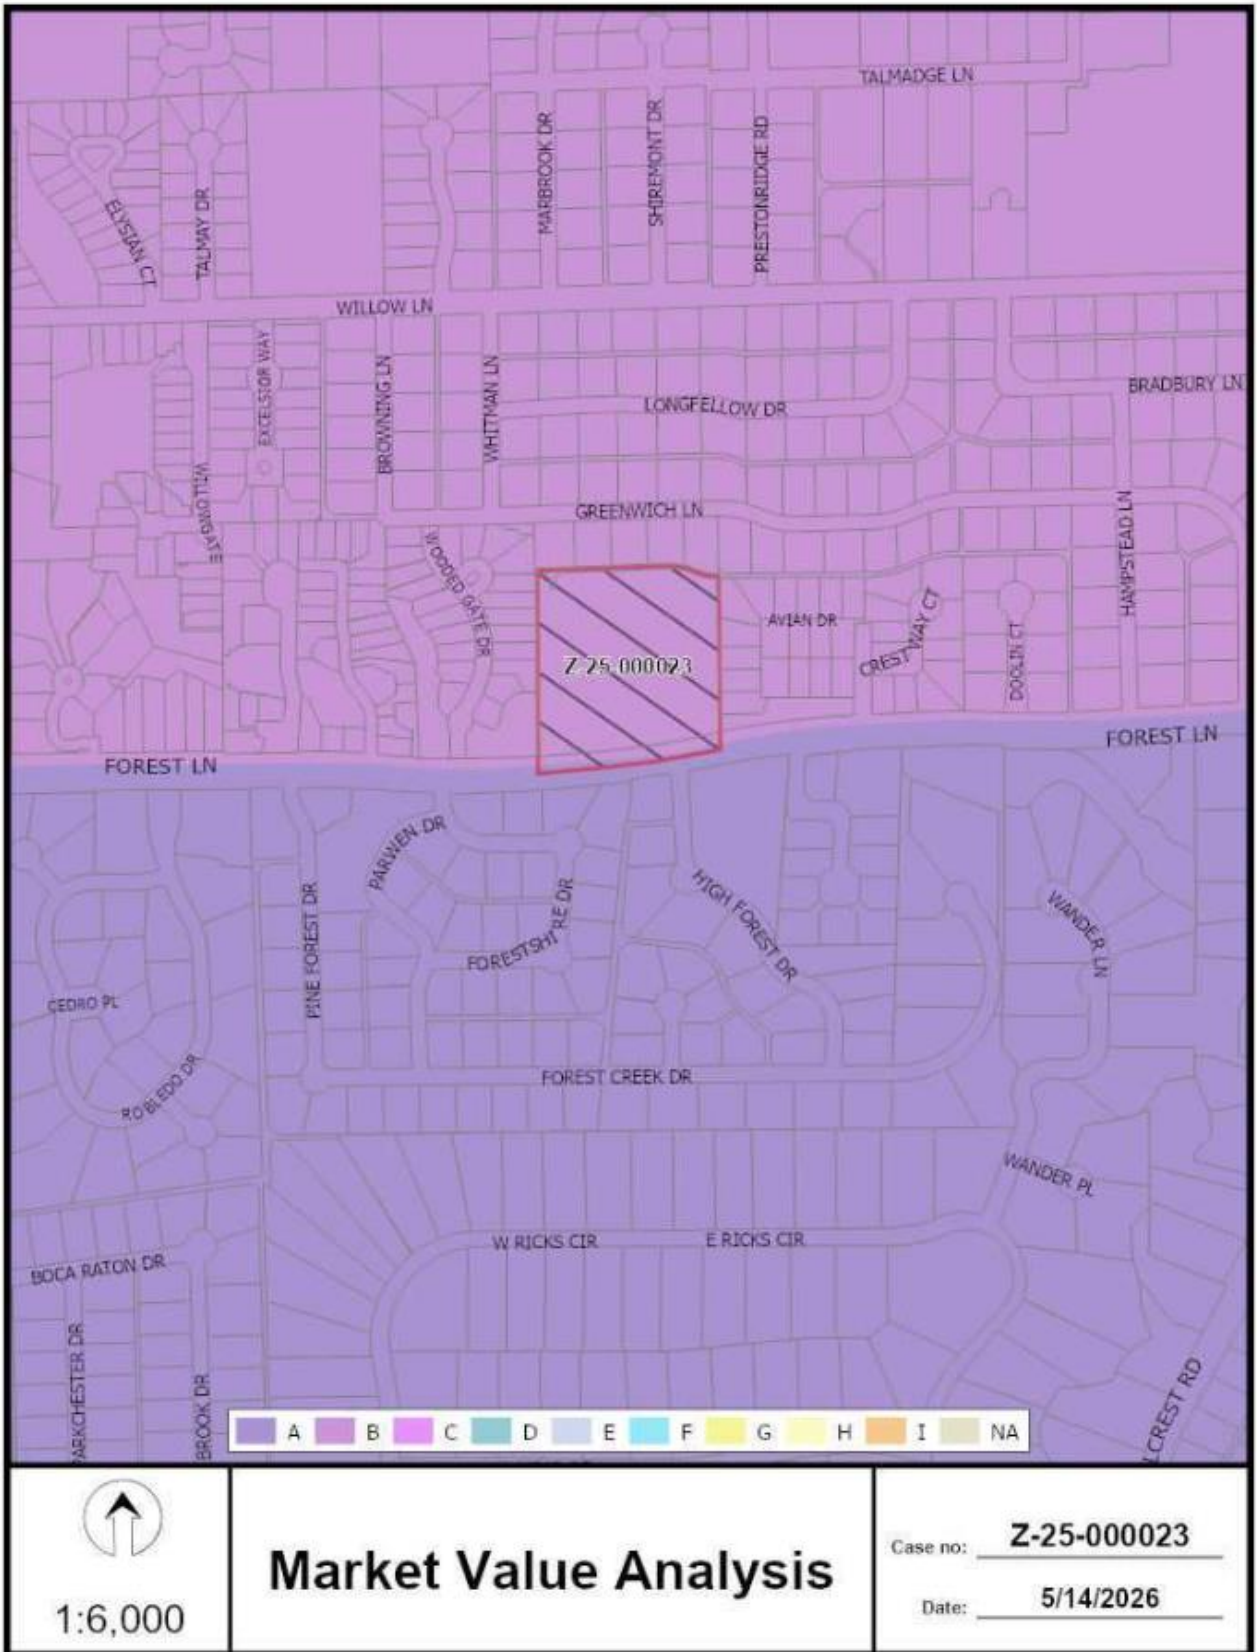 TALMADGE LN
MARBROOK DR
SHIREMONT DR
PRESTONRIDGE RD
ELYSIAN CT
TALMAY DR
WILLOW LN
EXCELSIOR WAY
BROWNING LN
WHITMAN LN
LONGFELLOW DR
BRADBURY LN
WILLOWGATE
GREENWICH LN
HAMPSTEAD LN
WOODED GATE DR
AVIAN DR
CRESTWAY CT
DOOLIN CT
Z-25-000023
FOREST LN
FOREST LN
PARWEN DR
PINE FOREST DR
FORESTSHIRE DR
HIGH FOREST DR
WANDER LN
CEDRO PL
ROBLEDO DR
FOREST CREEK DR
WANDER PL
W RICKS CIR
E RICKS CIR
BOCA RATON DR
PARKCHESTER DR
BROOK DR
LCREST RD
A B C D E F G H I NA
1:6,000
Market Value Analysis
Case no: Z-25-000023
Date: 5/14/2026